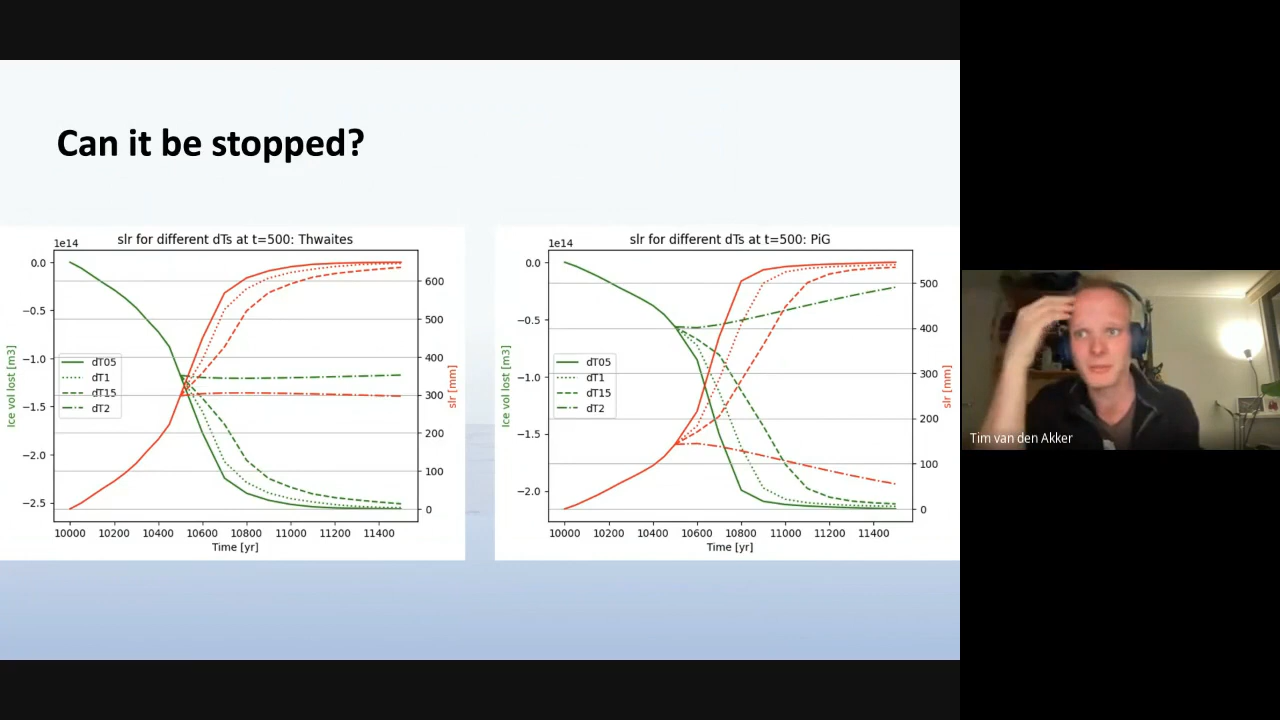 Can it be stopped?
1e14
slr for different dTs at t=500: Thwaites
0.0
−0.5
−1.0
−1.5
−2.0
−2.5
Ice vol lost [m3]
dT05
dT1
dT15
dT2
600
500
400
300
200
100
0
slr [mm]
10000 10200 10400 10600 10800 11000 11200 11400
Time [yr]
1e14
slr for different dTs at t=500: PiG
0.0
−0.5
−1.0
−1.5
−2.0
Ice vol lost [m3]
dT05
dT1
dT15
dT2
500
400
300
200
100
0
slr [mm]
10000 10200 10400 10600 10800 11000 11200 11400
Time [yr]
Tim van den Akker